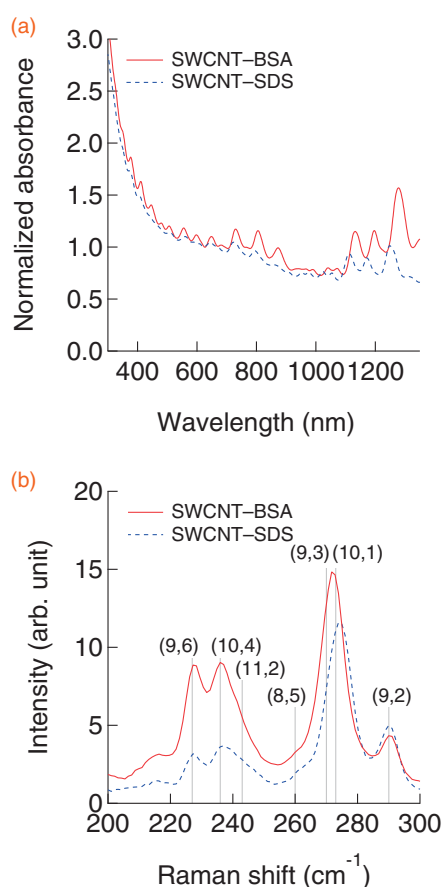 (a)
3.0
2.5
2.0
1.5
1.0
0.5
0.0
Normalized absorbance
SWCNT–BSA
SWCNT–SDS
400 600 800 1000 1200
Wavelength (nm)
(b)
20
15
10
5
0
Intensity (arb. unit)
SWCNT–BSA
SWCNT–SDS
(9,3) (10,1)
(9,6) (10,4)
(11,2)
(8,5) (9,2)
200 220 240 260 280 300
Raman shift (cm⁻¹)